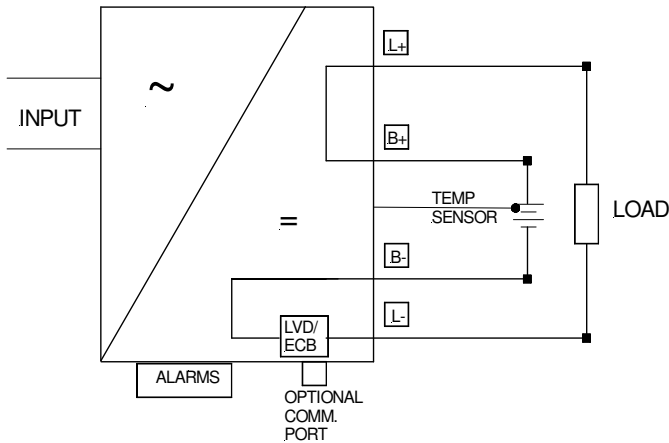 L+
~
INPUT
B+
TEMP
SENSOR
LOAD
=
B-
L-
LVD/
ECB
ALARMS
OPTIONAL
COMM.
PORT